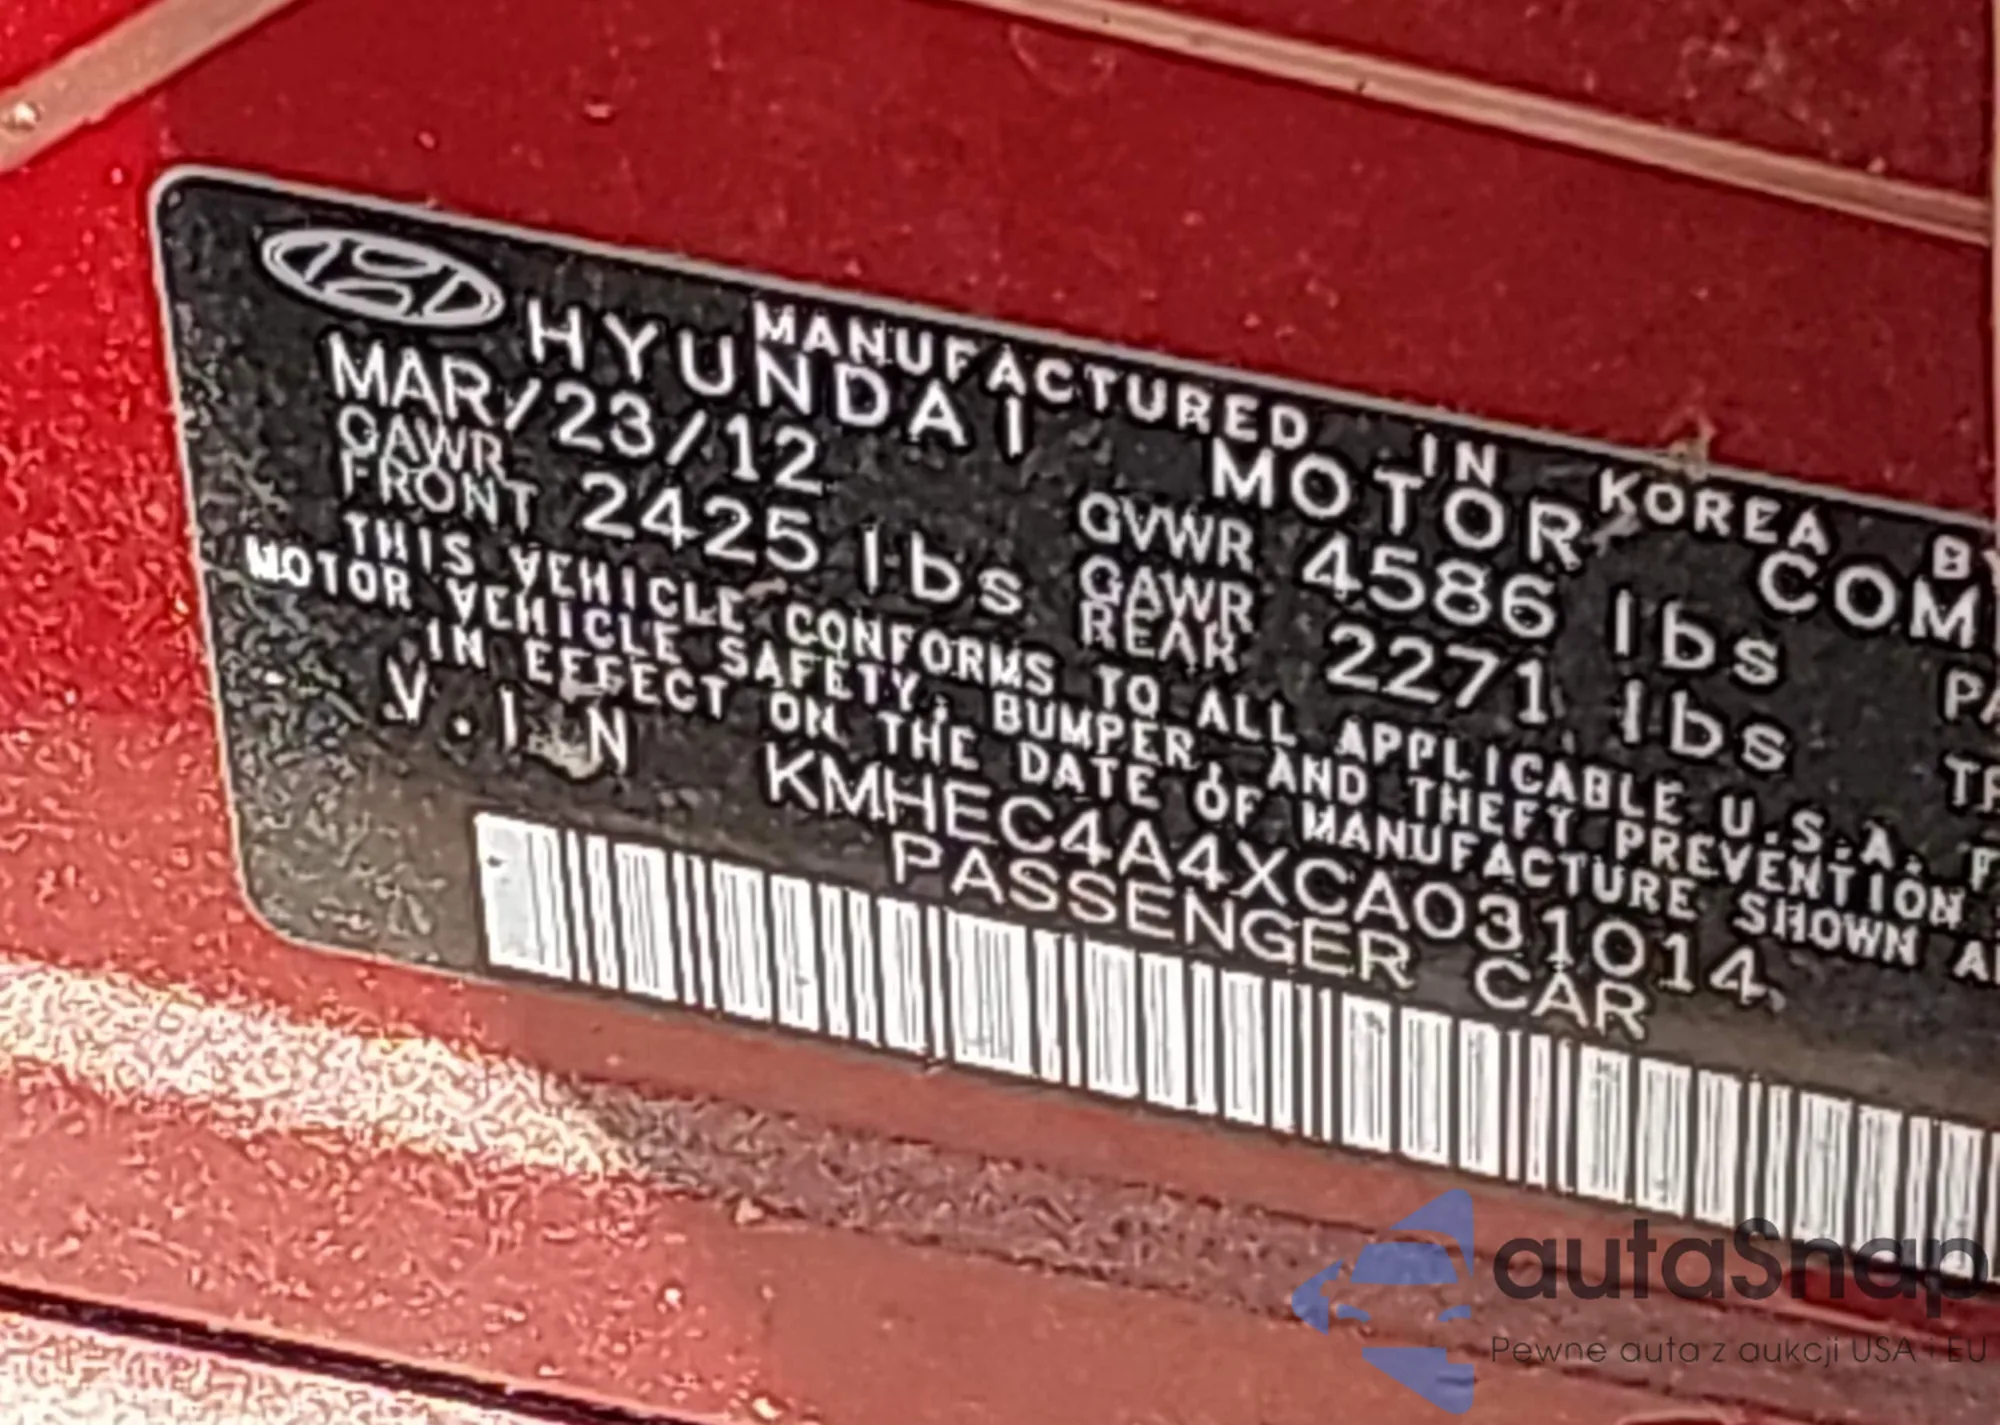 MANUFACTURED IN KOREA BY
HYUNDAI MOTOR COM
MAR/23/12 GVWR 4586 lbs PA
GAWR FRONT 2425 lbs GAWR REAR 2271 lbs
THIS VEHICLE CONFORMS TO ALL APPLICABLE U.S.A. F
MOTOR VEHICLE SAFETY, BUMPER, AND THEFT PREVENTION
IN EFFECT ON THE DATE OF MANUFACTURE SHOWN A
V.I.N KMHEC4A4XCA031014
PASSENGER CAR
autaSnap
Pewne auta z aukcji USA i EU